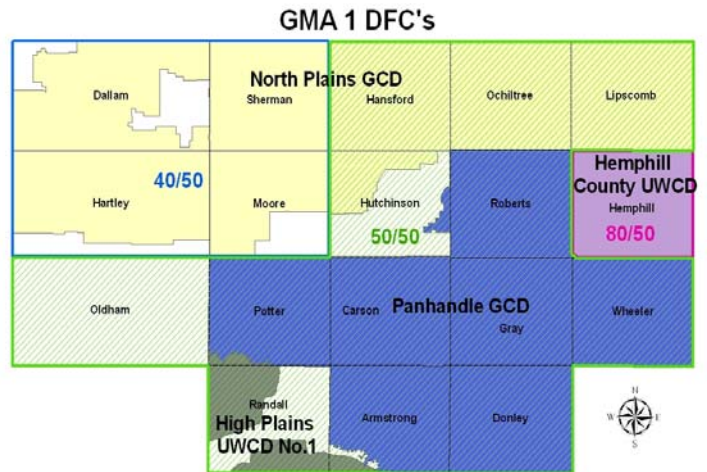 GMA 1 DFC's
North Plains GCD
Dallam
Sherman
Hansford
Ochiltree
Lipscomb
Hemphill
County UWCD
Hemphill
80/50
40/50
Hartley
Moore
Hutchinson
50/50
Roberts
Oldham
Potter
Carson
Panhandle GCD
Gray
Wheeler
Randall
High Plains
UWCD No.1
Armstrong
Donley
N
W
E
S